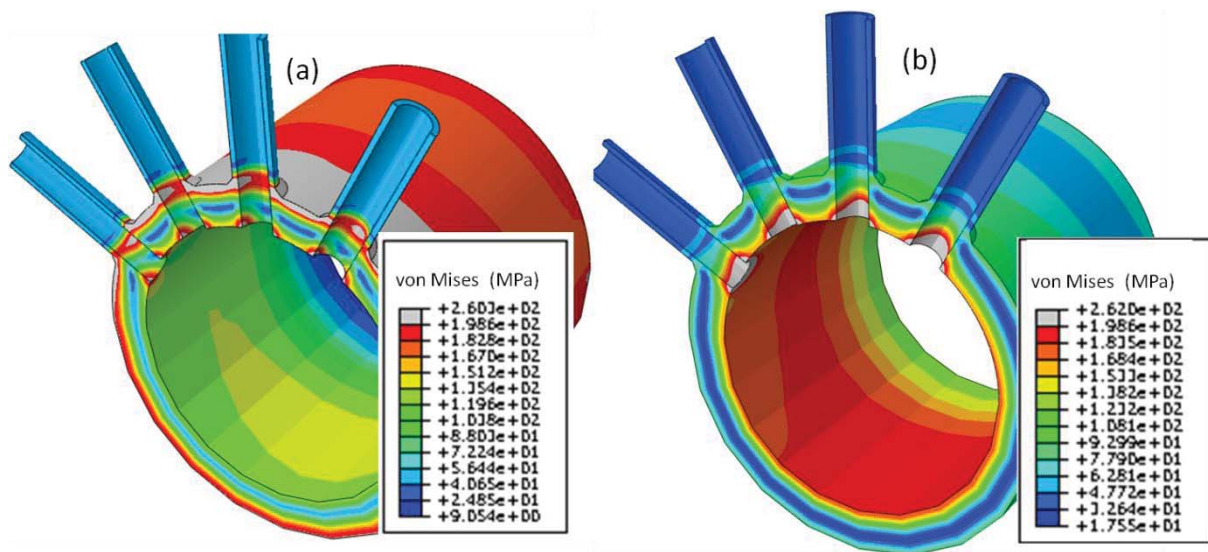 (a)
von Mises (MPa)
+2.603e+02
+1.986e+02
+1.828e+02
+1.670e+02
+1.512e+02
+1.354e+02
+1.196e+02
+1.038e+02
+8.803e+01
+7.224e+01
+5.644e+01
+4.065e+01
+2.485e+01
+9.054e+00
(b)
von Mises (MPa)
+2.620e+02
+1.986e+02
+1.835e+02
+1.684e+02
+1.533e+02
+1.382e+02
+1.232e+02
+1.081e+02
+9.299e+01
+7.790e+01
+6.281e+01
+4.772e+01
+3.264e+01
+1.755e+01